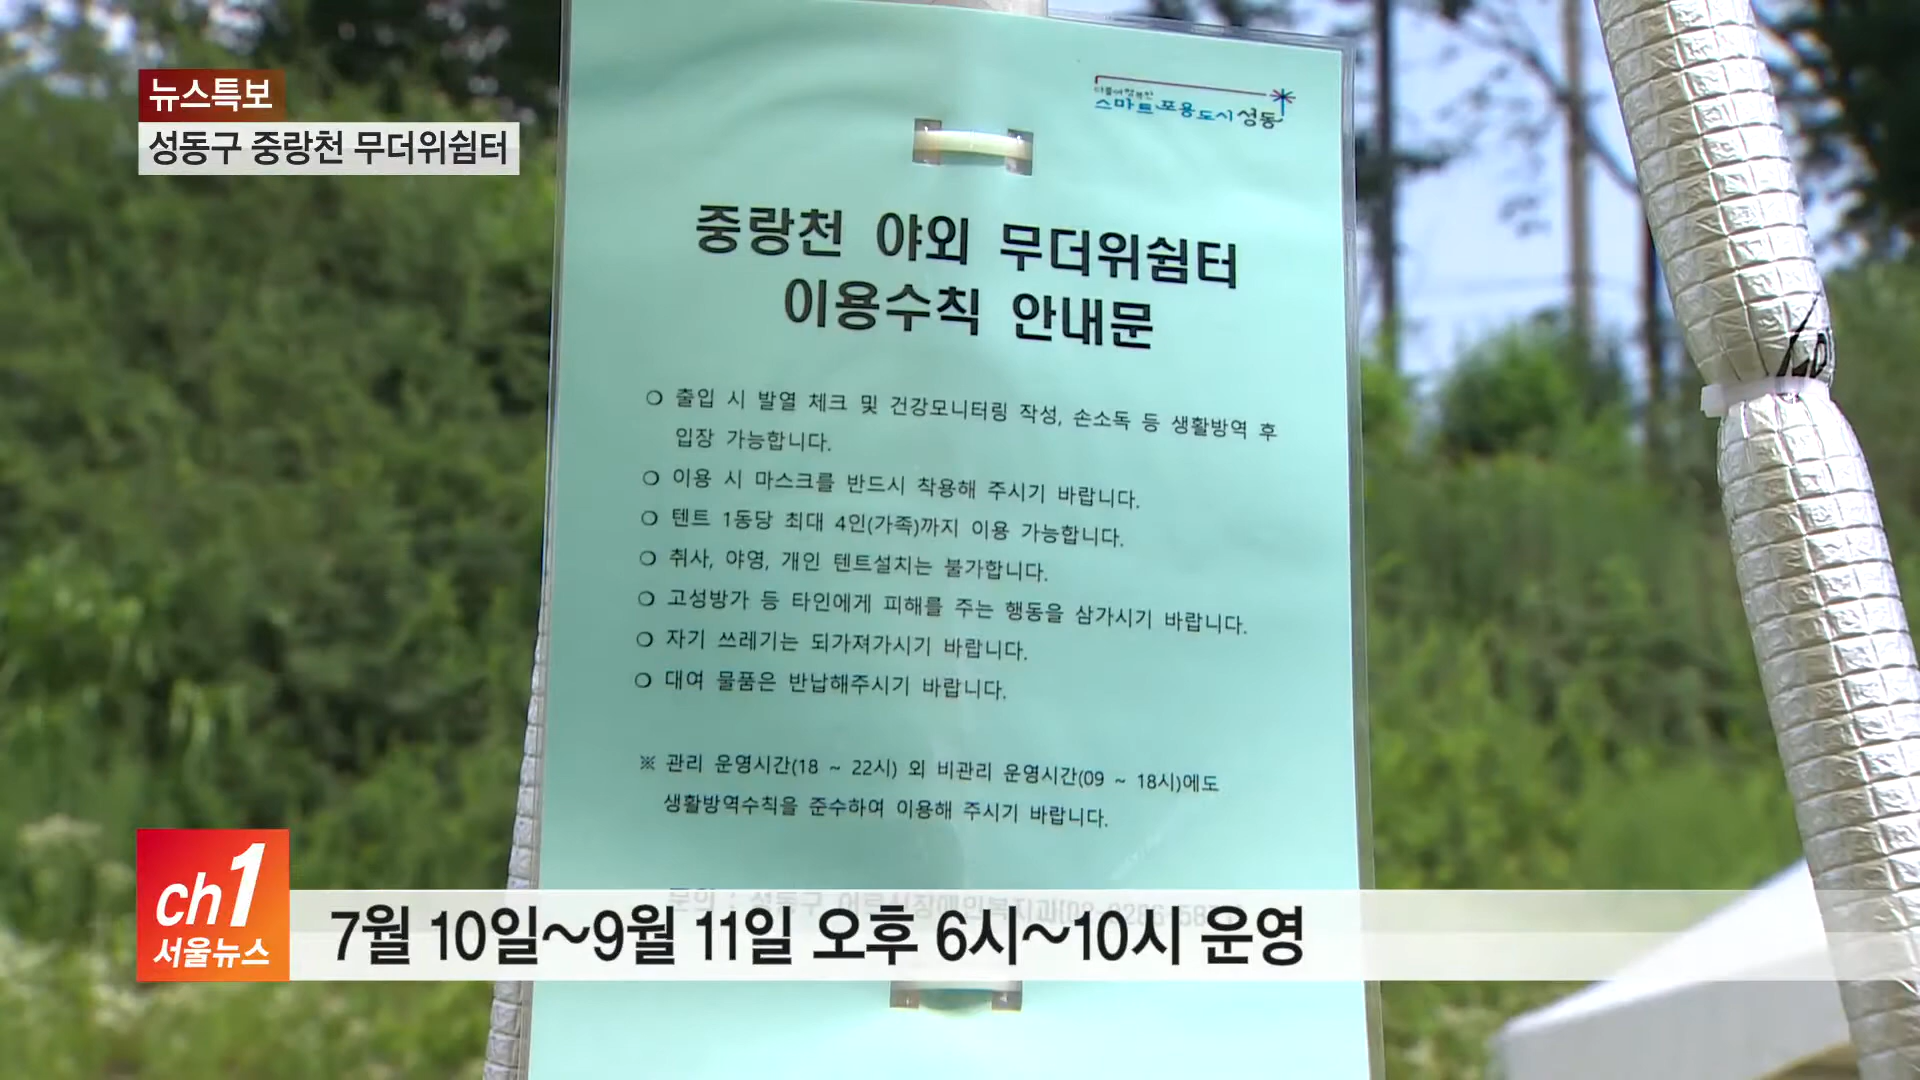 뉴스특보
성동구 중랑천 무더위쉼터
더불어행복한
스마트포용도시 성동
중랑천 야외 무더위쉼터
이용수칙 안내문
❍ 출입 시 발열 체크 및 건강모니터링 작성, 손소독 등 생활방역 후
입장 가능합니다.
❍ 이용 시 마스크를 반드시 착용해 주시기 바랍니다.
❍ 텐트 1동당 최대 4인(가족)까지 이용 가능합니다.
❍ 취사, 야영, 개인 텐트설치는 불가합니다.
❍ 고성방가 등 타인에게 피해를 주는 행동을 삼가시기 바랍니다.
❍ 자기 쓰레기는 되가져가시기 바랍니다.
❍ 대여 물품은 반납해주시기 바랍니다.
※ 관리 운영시간(18 ~ 22시) 외 비관리 운영시간(09 ~ 18시)에도
생활방역수칙을 준수하여 이용해 주시기 바랍니다.
ch1
서울뉴스
7월 10일~9월 11일 오후 6시~10시 운영